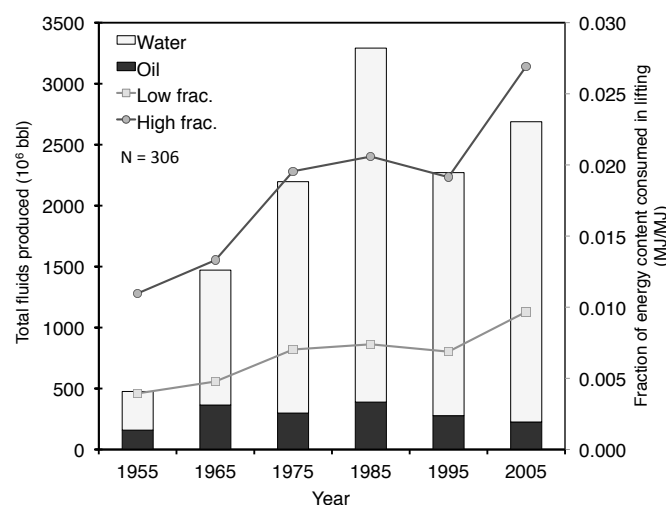 3500
3000
2500
2000
1500
1000
500
0
Total fluids produced (10⁶ bbl)
Water
Oil
Low frac.
High frac.
N = 306
0.030
0.025
0.020
0.015
0.010
0.005
0.000
Fraction of energy content consumed in lifting
(MJ/MJ)
1955 1965 1975 1985 1995 2005
Year